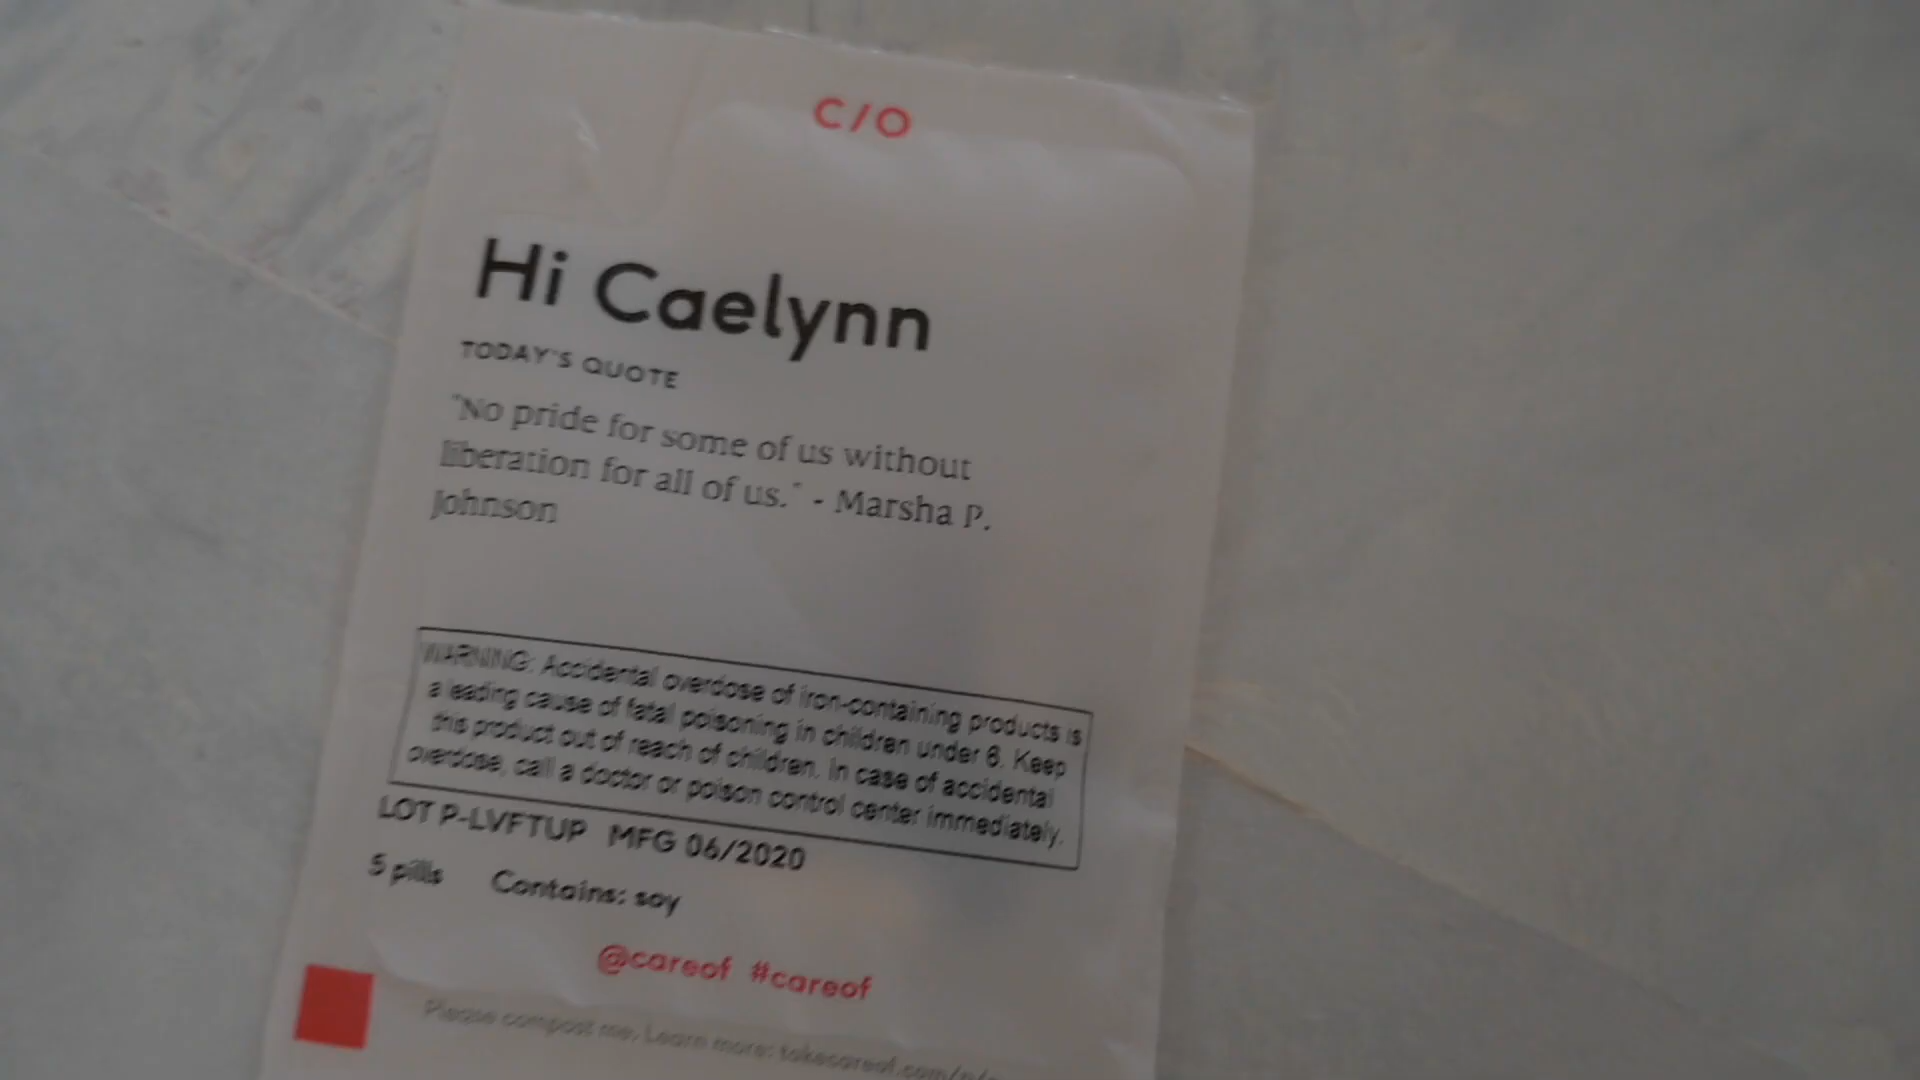 C/O
Hi Caelynn
TODAY'S QUOTE
"No pride for some of us without
liberation for all of us." - Marsha P.
Johnson
WARNING: Accidental overdose of iron-containing products is
a leading cause of fatal poisoning in children under 6. Keep
this product out of reach of children. In case of accidental
overdose, call a doctor or poison control center immediately.
LOT P-LVFTUP MFG 06/2020
5 pills Contains: soy
@careof #careof
Please compost me. Learn more: takecareof.com/p/